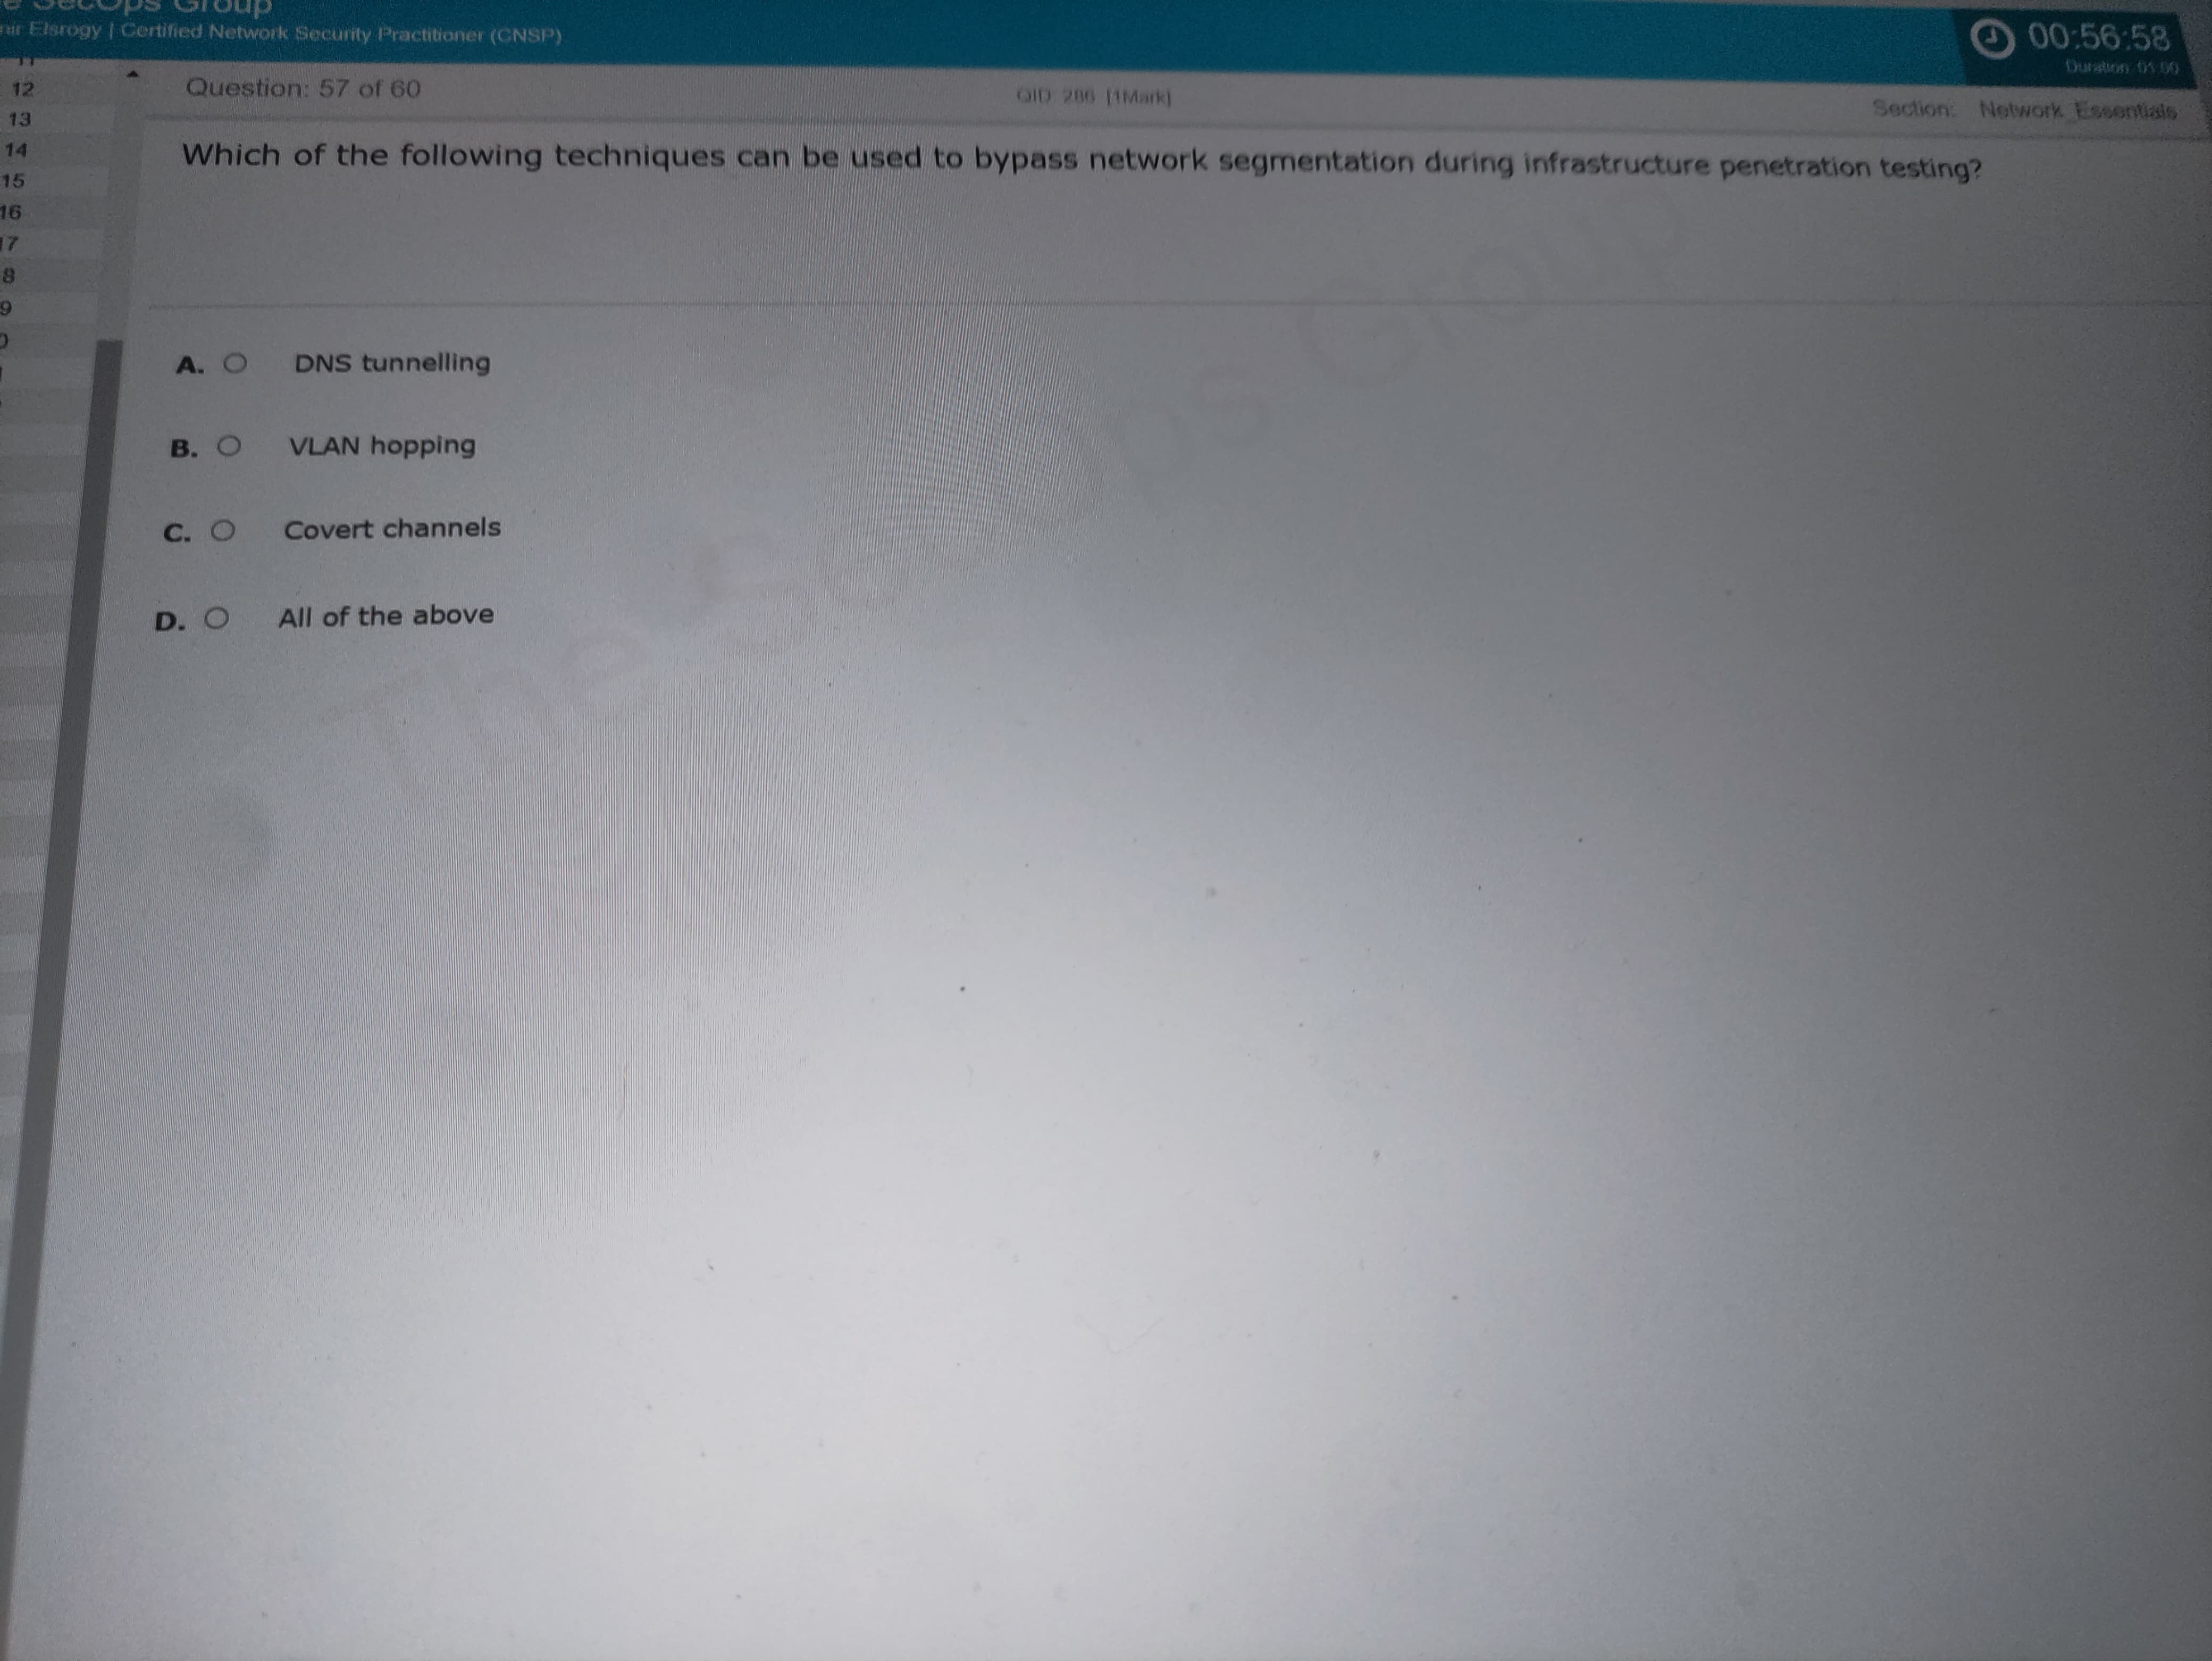 SecOps Group
Elsrogy | Certified Network Security Practitioner (CNSP)
00:56:58
Duration: 01:00
11
12
13
14
15
16
17
8
9
Question: 57 of 60
QID: 286 [1Mark]
Section: Network Essentials
Which of the following techniques can be used to bypass network segmentation during infrastructure penetration testing?
A. DNS tunnelling
B. VLAN hopping
C. Covert channels
D. All of the above
The SecOps Group